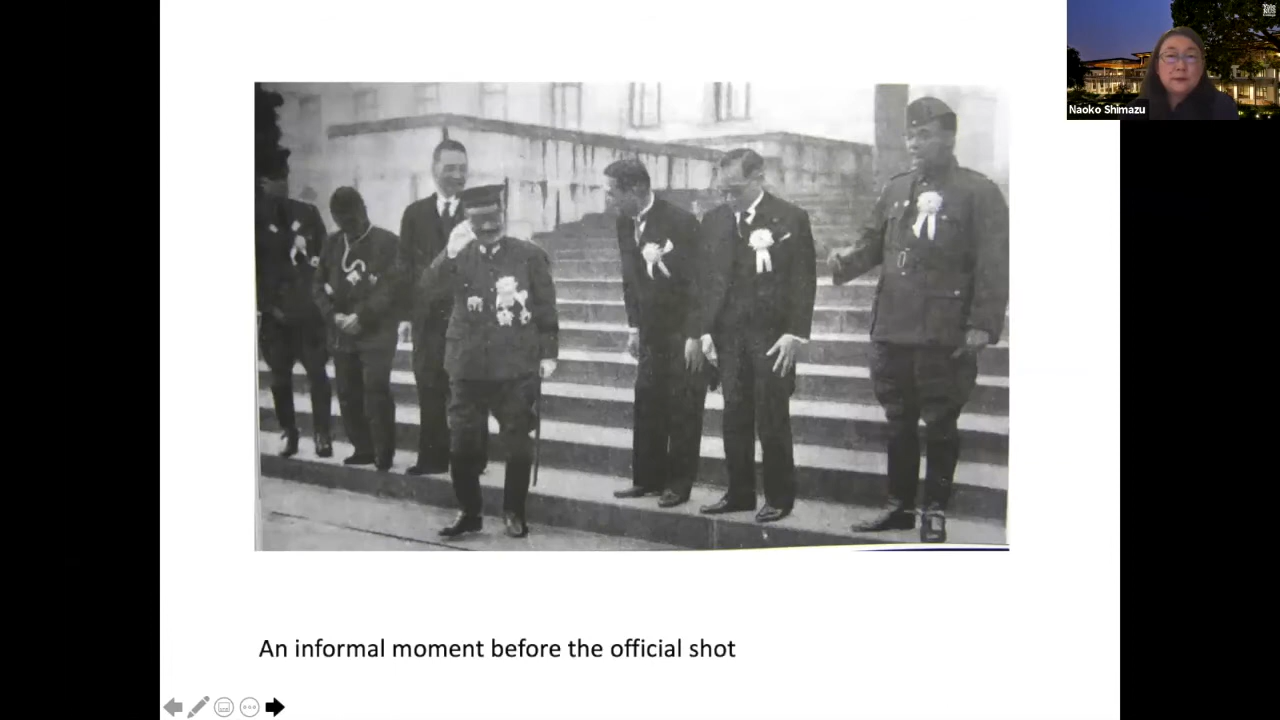 Naoko Shimazu
An informal moment before the official shot